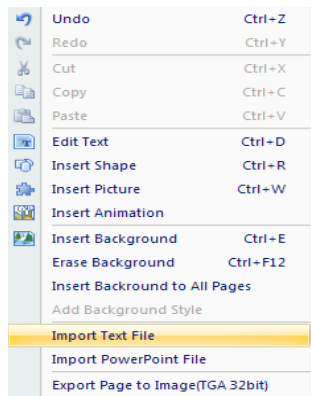 Undo Ctrl+Z
Redo Ctrl+Y
Cut Ctrl+X
Copy Ctrl+C
Paste Ctrl+V
Edit Text Ctrl+D
Insert Shape Ctrl+R
Insert Picture Ctrl+W
Insert Animation
Insert Background Ctrl+E
Erase Background Ctrl+F12
Insert Backround to All Pages
Add Background Style
Import Text File
Import PowerPoint File
Export Page to Image(TGA 32bit)